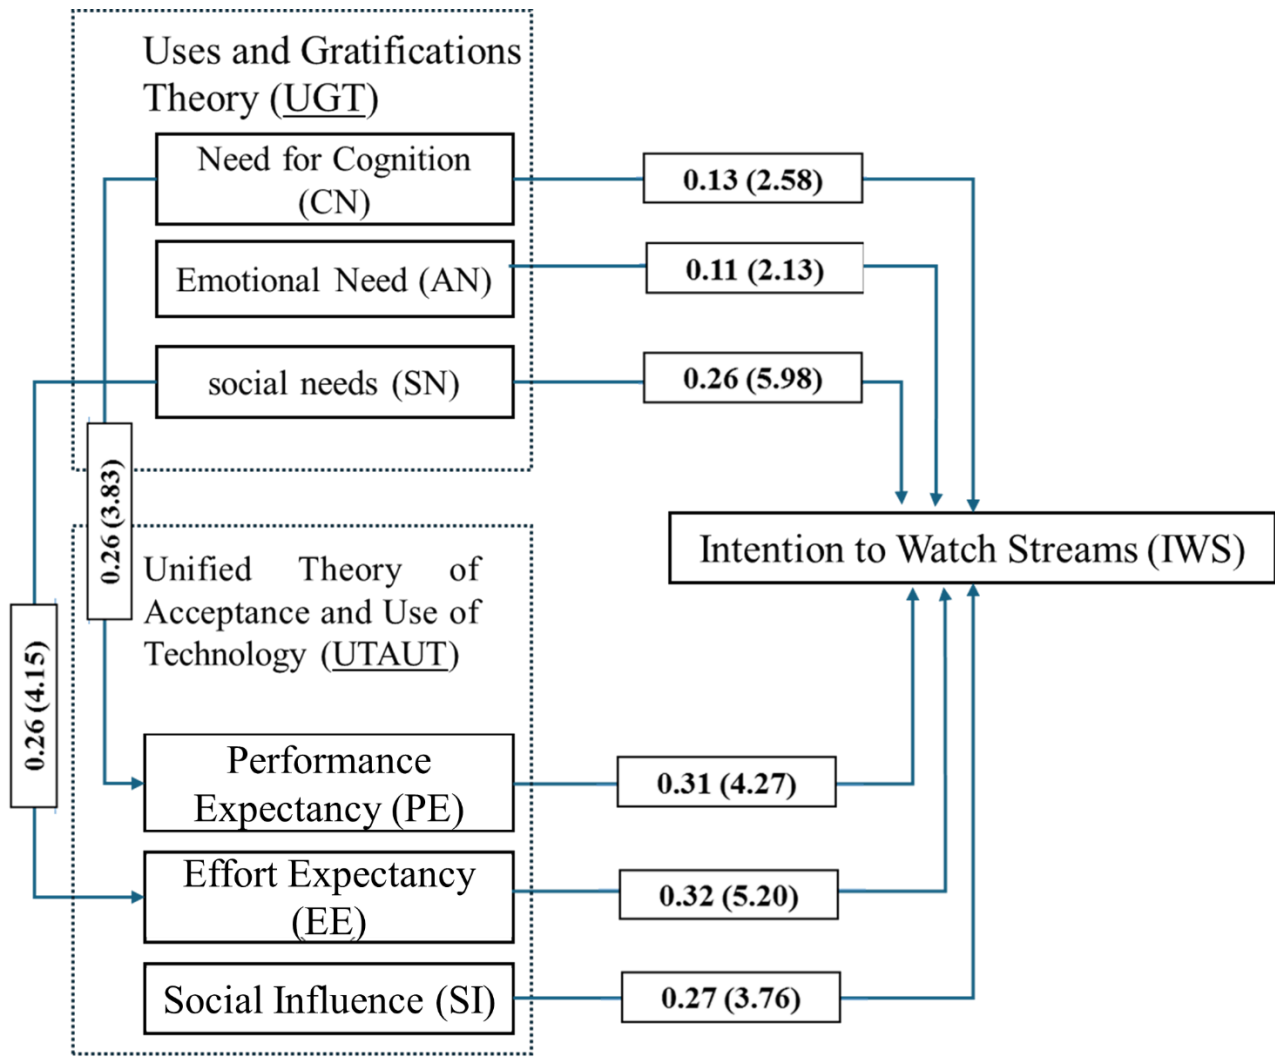 Uses and Gratifications
Theory (UGT)
Need for Cognition
(CN)
0.13 (2.58)
Emotional Need (AN)
0.11 (2.13)
social needs (SN)
0.26 (5.98)
0.26 (3.83)
0.26 (4.15)
Intention to Watch Streams (IWS)
Unified Theory of
Acceptance and Use of
Technology (UTAUT)
Performance
Expectancy (PE)
0.31 (4.27)
Effort Expectancy
(EE)
0.32 (5.20)
Social Influence (SI)
0.27 (3.76)